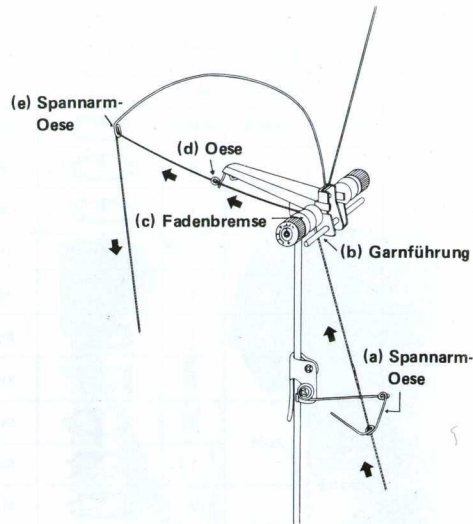 (e) Spannarm-
Oese
(d) Oese
(c) Fadenbremse
(b) Garnführung
(a) Spannarm-
Oese